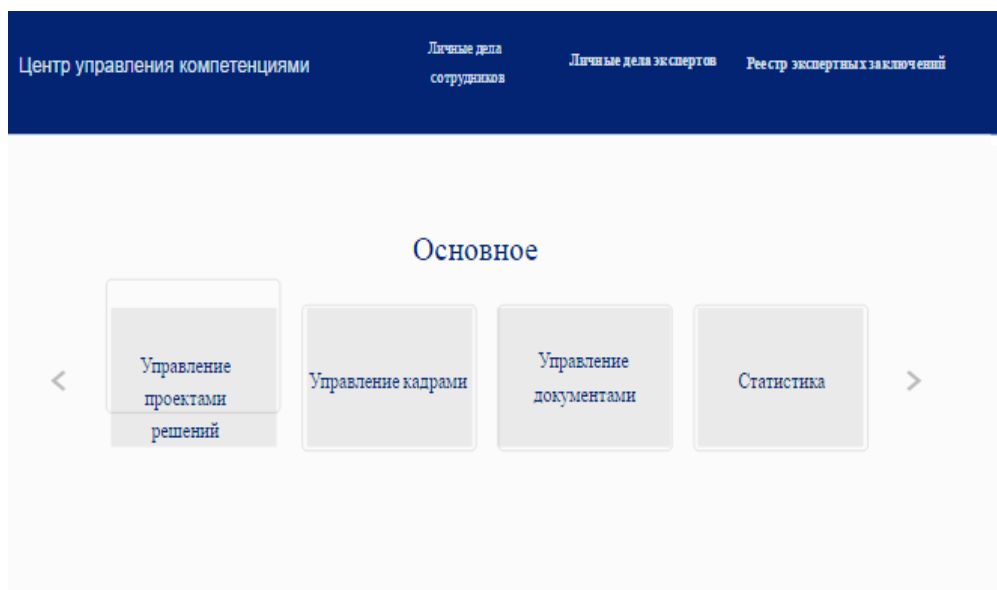 Центр управления компетенциями
Личные дела
сотрудников
Личные дела экспертов
Реестр экспертных заключений
Основное
Управление
проектами
решений
Управление кадрами
Управление
документами
Статистика